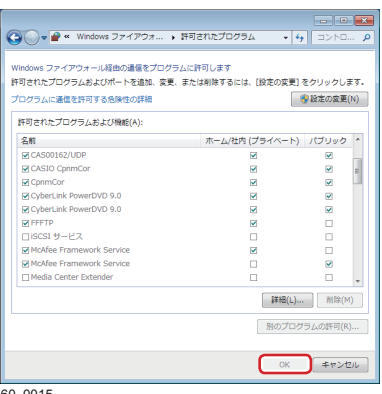 « Windows ファイアウォ... ▸ 許可されたプログラム
コントロ...
Windows ファイアウォール経由の通信をプログラムに許可します
許可されたプログラムおよびポートを追加、変更、または削除するには、[設定の変更] をクリックします。
プログラムに通信を許可する危険性の詳細
設定の変更(N)
許可されたプログラムおよび機能(A):
名前 ホーム/社内 (プライベート) パブリック
CAS00162/UDP
CASIO CpnmCor
CpnmCor
CyberLink PowerDVD 9.0
CyberLink PowerDVD 9.0
FFFTP
iSCSI サービス
McAfee Framework Service
McAfee Framework Service
Media Center Extender
詳細(L)... 削除(M)
別のプログラムの許可(R)...
OK キャンセル
60_0015